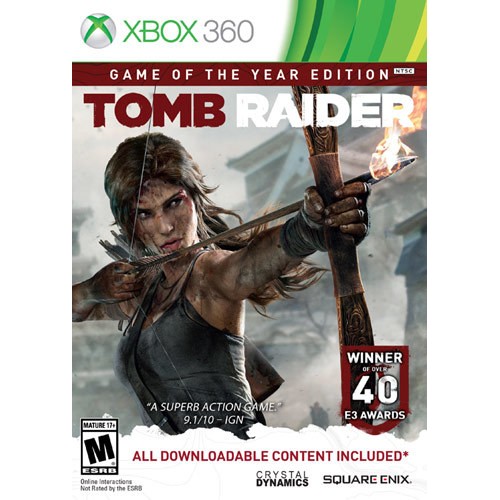 XBOX 360
GAME OF THE YEAR EDITION
NTSC
TOMB RAIDER
WINNER
OF OVER
40
E3 AWARDS
"A SUPERB ACTION GAME."
9.1/10 – IGN
MATURE 17+
M
ESRB
ALL DOWNLOADABLE CONTENT INCLUDED*
Online Interactions
Not Rated by the ESRB
CRYSTAL
DYNAMICS
SQUARE ENIX.